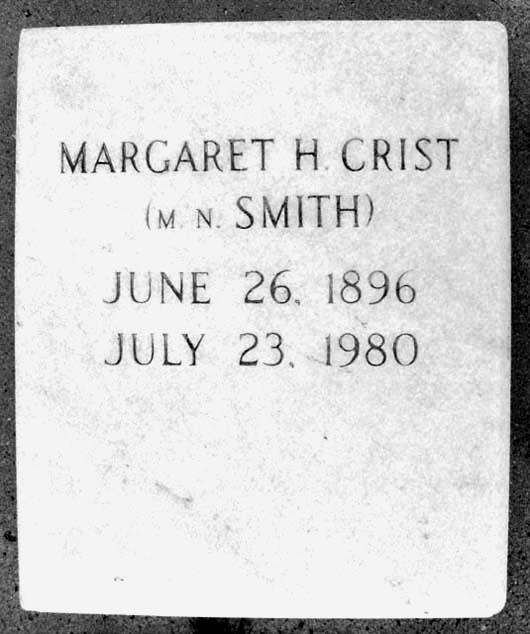 MARGARET H. CRIST
(M. N. SMITH)
JUNE 26, 1896
JULY 23, 1980